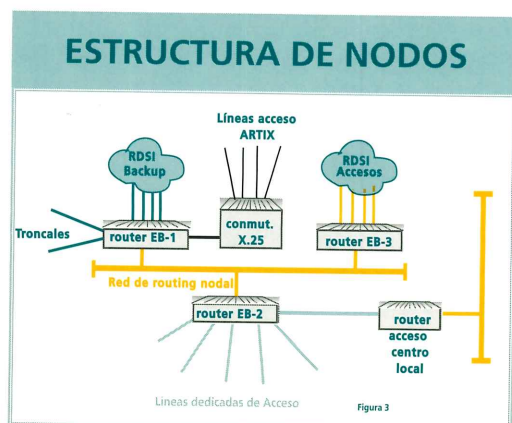 ESTRUCTURA DE NODOS
Líneas acceso
ARTIX
RDSI
Backup
RDSI
Accesos
Troncales
router EB-1
conmut.
X.25
router EB-3
Red de routing nodal
router EB-2
router
acceso
centro
local
Lineas dedicadas de Acceso
Figura 3